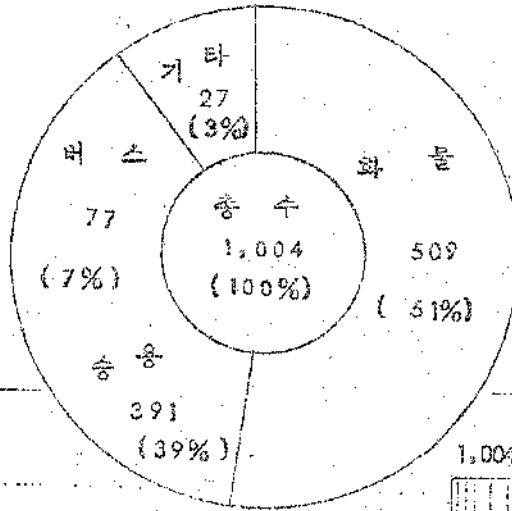 기 타
27
(3%)
화 물
509
( 51%)
버 스
77
(7%)
총 수
1,004
(100%)
승 용
391
(39%)